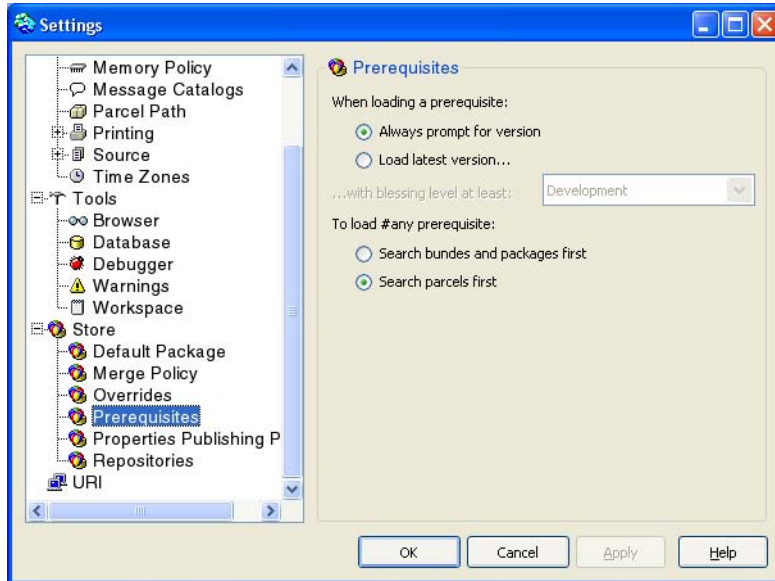 Settings
Memory Policy
Message Catalogs
Parcel Path
Printing
Source
Time Zones
Tools
Browser
Database
Debugger
Warnings
Workspace
Store
Default Package
Merge Policy
Overrides
Prerequisites
Properties Publishing P
Repositories
URI
Prerequisites
When loading a prerequisite:
Always prompt for version
Load latest version...
...with blessing level at least: Development
To load #any prerequisite:
Search bundes and packages first
Search parcels first
OK Cancel Apply Help